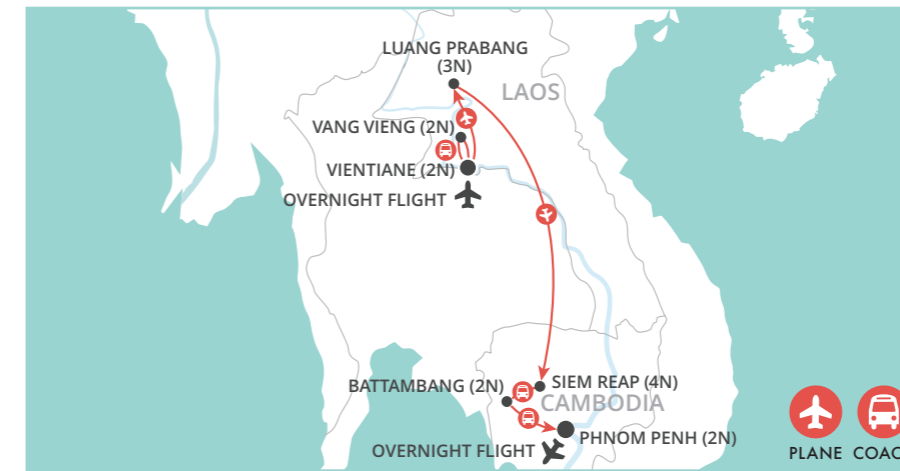 LUANG PRABANG
(3N)
LAOS
VANG VIENG (2N)
VIENTIANE (2N)
OVERNIGHT FLIGHT
BATTAMBANG (2N)
SIEM REAP (4N)
CAMBODIA
PHNOM PENH (2N)
OVERNIGHT FLIGHT
PLANE COAC